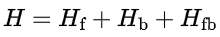 H = H_f + H_b + H_fb